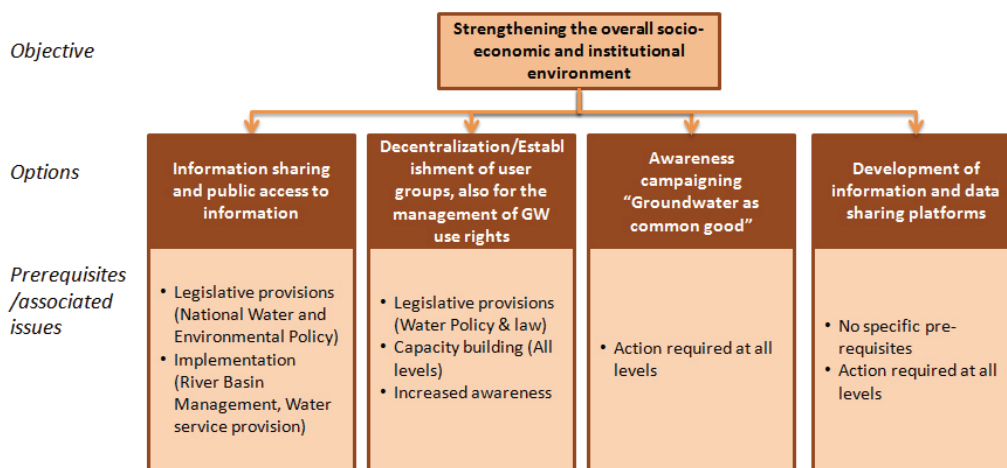 Objective
Strengthening the overall socio-
economic and institutional
environment
Options
Information sharing
and public access to
information
Decentralization/Establ
ishment of user
groups, also for the
management of GW
use rights
Awareness
campaigning
“Groundwater as
common good”
Development of
information and data
sharing platforms
Prerequisites
/associated
issues
• Legislative provisions
(National Water and
Environmental Policy)
• Implementation
(River Basin
Management, Water
service provision)
• Legislative provisions
(Water Policy & law)
• Capacity building (All
levels)
• Increased awareness
• Action required at all
levels
• No specific pre-
requisites
• Action required at all
levels